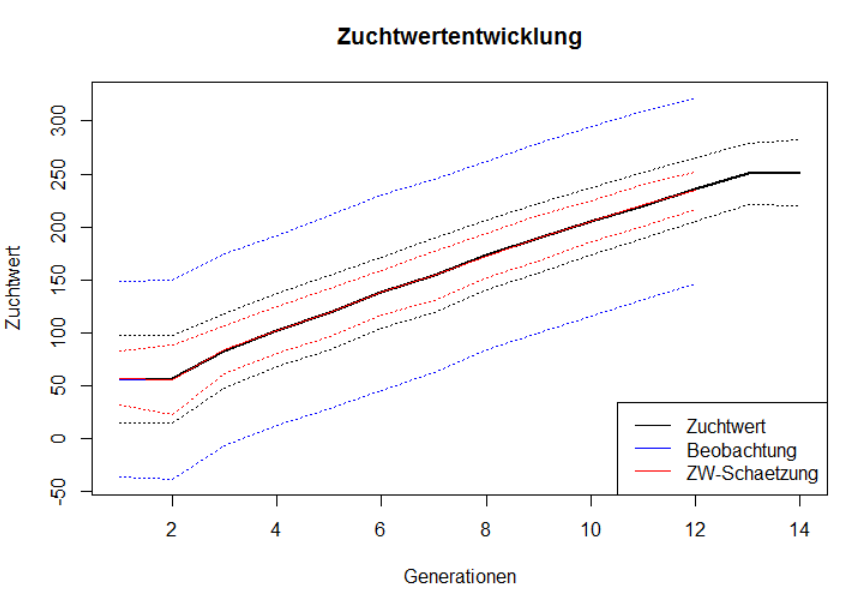 Zuchtwertentwicklung
Zuchtwert
300
250
200
150
100
50
0
-50
Zuchtwert
Beobachtung
ZW-Schaetzung
2 4 6 8 10 12 14
Generationen